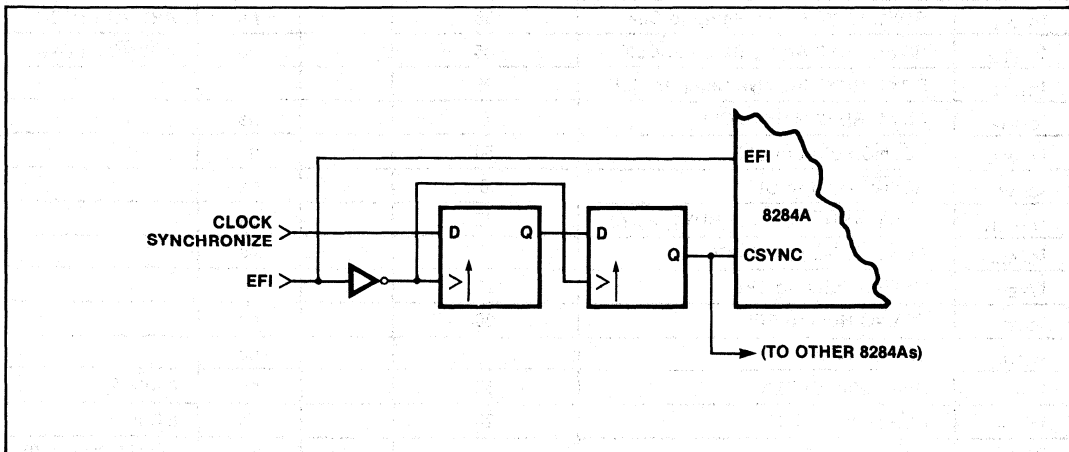 EFI
8284A
CLOCK
SYNCHRONIZE
D
Q
D
Q
CSYNC
EFI
(TO OTHER 8284As)